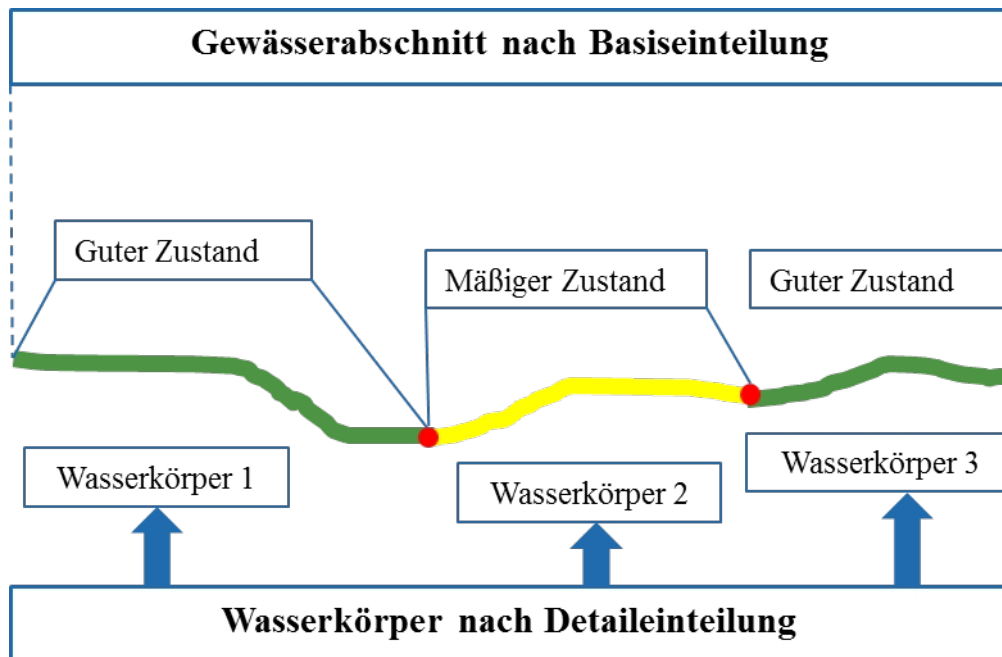 Gewässerabschnitt nach Basiseinteilung
Guter Zustand
Mäßiger Zustand
Guter Zustand
Wasserkörper 1
Wasserkörper 2
Wasserkörper 3
Wasserkörper nach Detaileinteilung